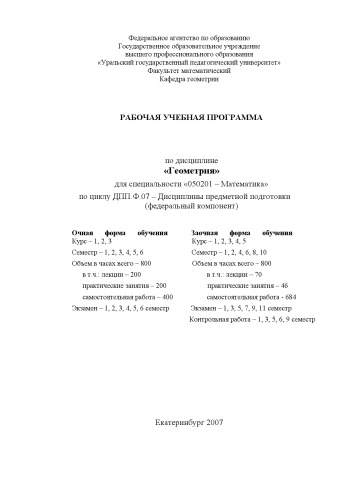 Федеральное агентство по образованию
Государственное образовательное учреждение
высшего профессионального образования
«Уральский государственный педагогический университет»
Факультет математический
Кафедра геометрии
РАБОЧАЯ УЧЕБНАЯ ПРОГРАММА
по дисциплине
«Геометрия»
для специальности «050201 – Математика»
по циклу ДПП.Ф.07 – Дисциплины предметной подготовки
(федеральный компонент)
Очная форма обучения
Курс – 1, 2, 3
Семестр – 1, 2, 3, 4, 5, 6
Объем в часах всего – 800
в т.ч.: лекции – 200
практические занятия – 200
самостоятельная работа – 400
Экзамен – 1, 2, 3, 4, 5, 6 семестр
Заочная форма обучения
Курс – 1, 2, 3, 4, 5
Семестр – 1, 2, 4, 6, 8, 10
Объем в часах всего – 800
в т.ч.: лекции – 70
практические занятия – 46
самостоятельная работа - 684
Экзамен – 1, 3, 5, 7, 9, 11 семестр
Контрольная работа – 1, 3, 5, 6, 9 семестр
Екатеринбург 2007